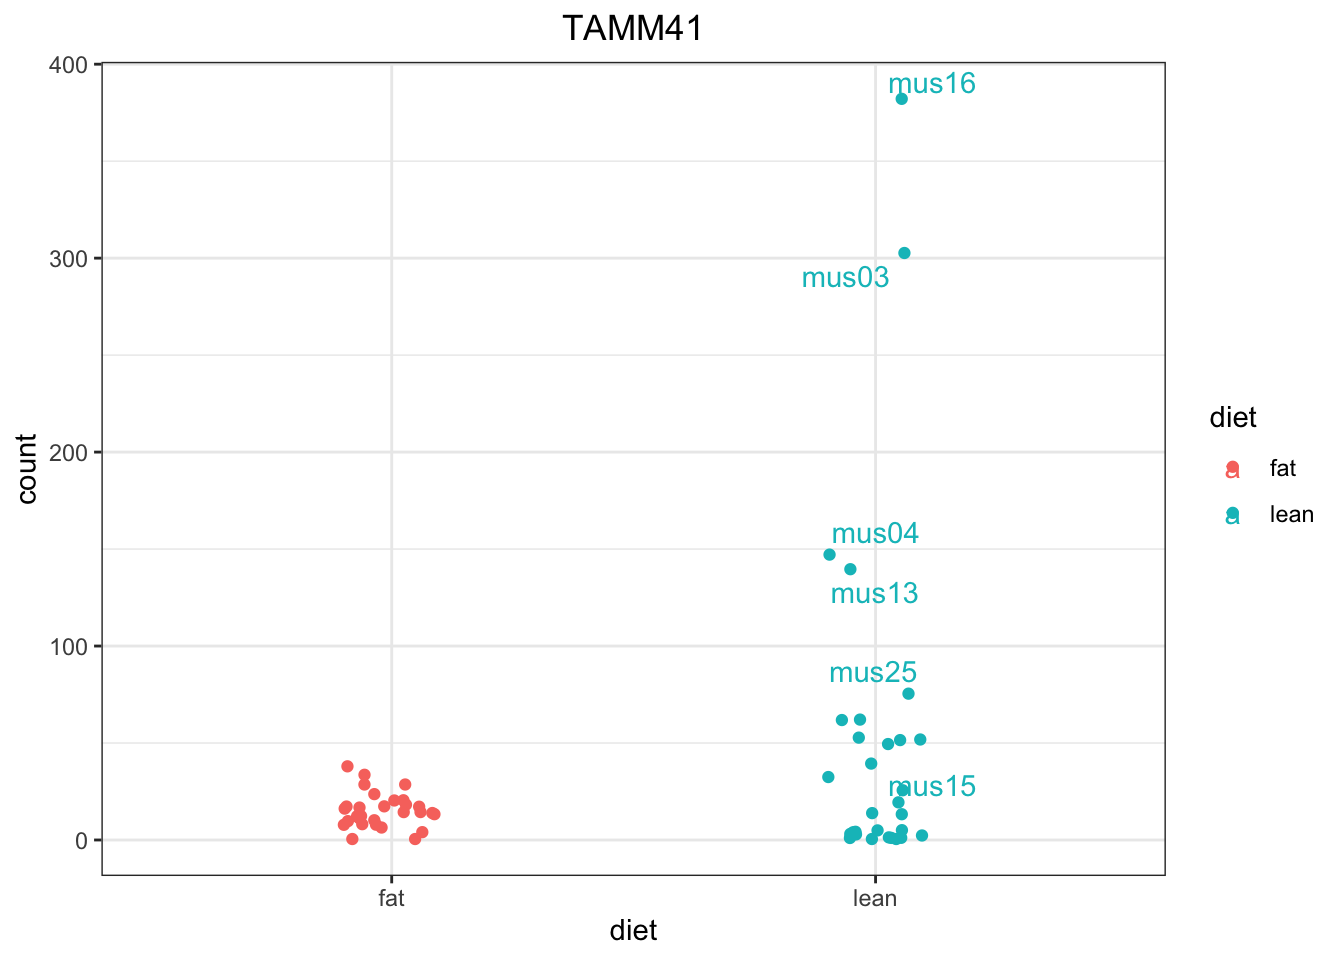 TAMM41
400
300
200
100
0
count
mus16
mus03
mus04
mus13
mus25
mus15
fat
lean
diet
diet
a fat
a lean